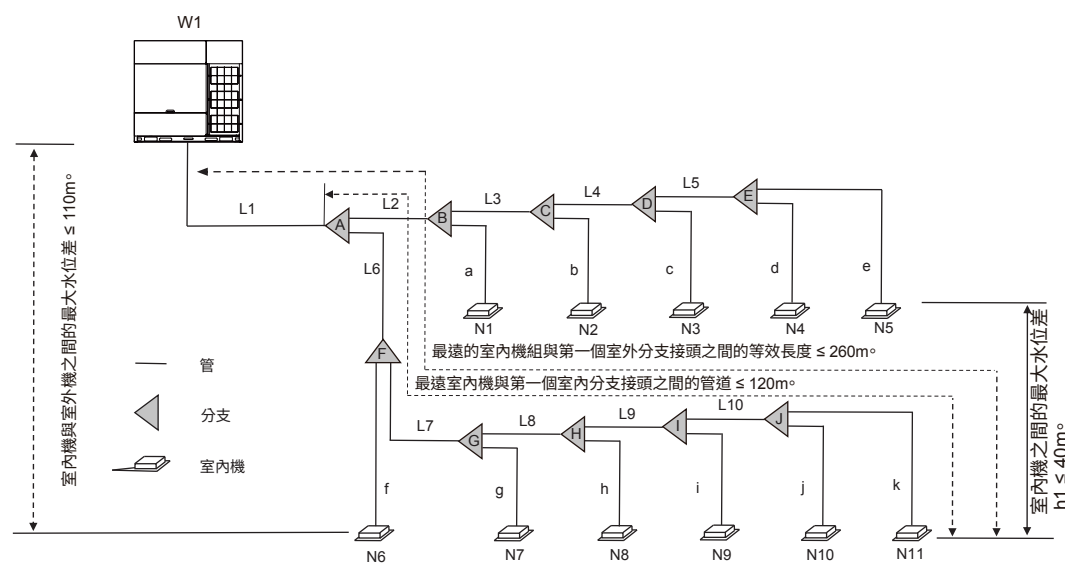 W1
L1
A
L2
B
L3
C
L4
D
L5
E
L6
a
b
c
d
e
N1
N2
N3
N4
N5
室內機與室外機之間的最大水位差 ≤ 110m。
最遠的室內機組與第一個室外分支接頭之間的等效長度 ≤ 260m。
最遠室內機與第一個室內分支接頭之間的管道 ≤ 120m。
室內機之間的最大水位差
h1 ≤ 40m。
管
分支
室內機
F
L7
G
L8
H
L9
I
L10
J
f
g
h
i
j
k
N6
N7
N8
N9
N10
N11